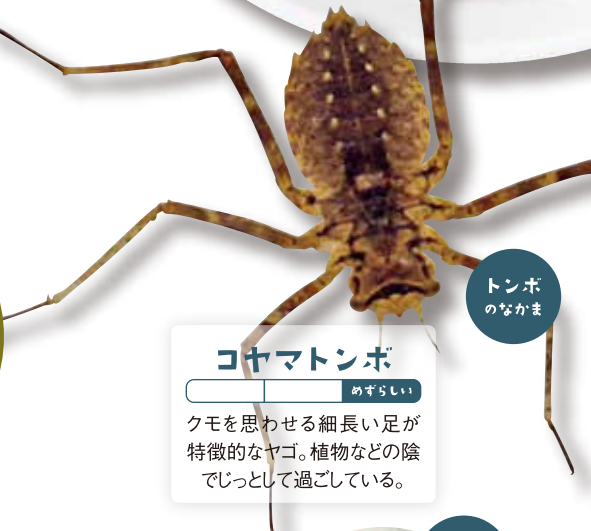 トンボ
のなかま
コヤマトンボ
めずらしい
クモを思わせる細長い足が
特徴的なヤゴ。植物などの陰
でじっとして過ごしている。